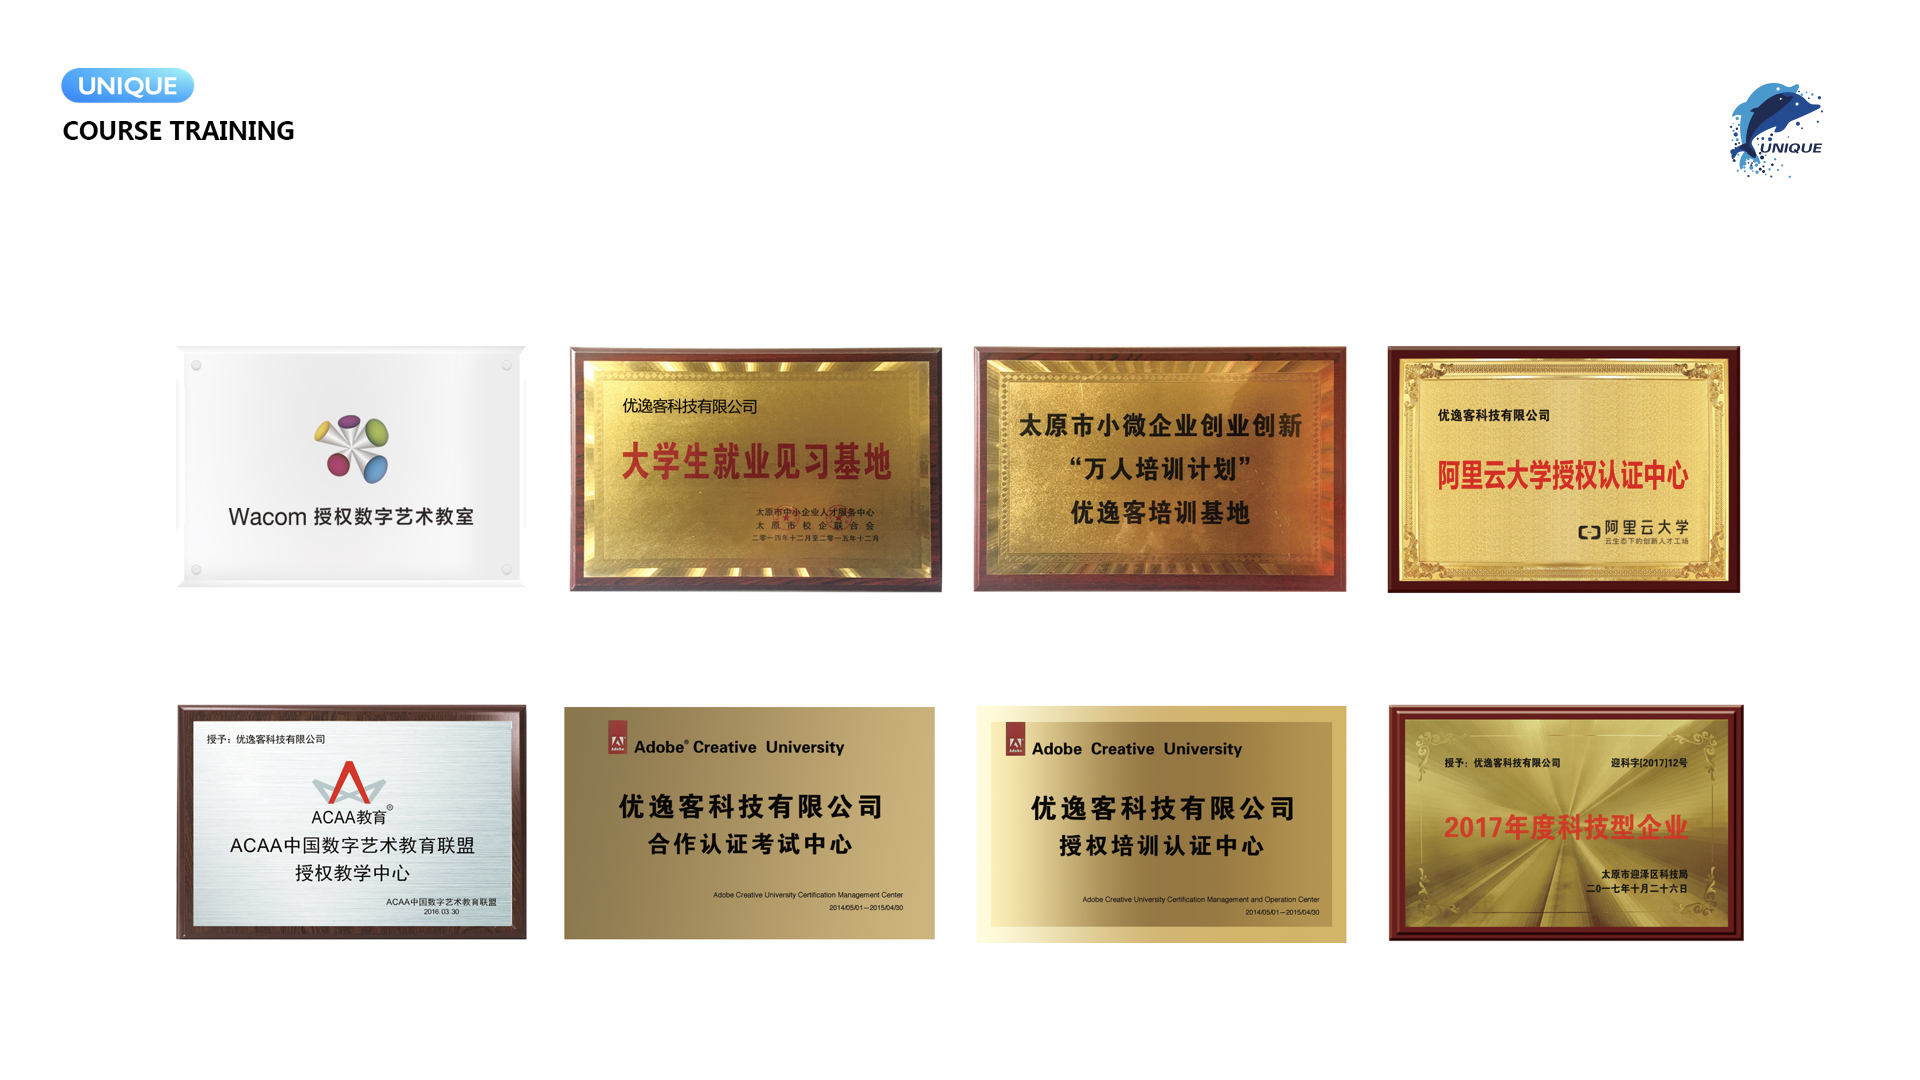 UNIQUE
COURSE TRAINING
UNIQUE
Wacom 授权数字艺术教室
优逸客科技有限公司
大学生就业见习基地
太原市中小企业人才服务中心
太原市校企联合会
二零一四年十二月至二零一五年十二月
太原市小微企业创业创新
“万人培训计划”
优逸客培训基地
优逸客科技有限公司
阿里云大学授权认证中心
阿里云大学
云生态下的创新人才工场
授予：优逸客科技有限公司
ACAA教育®
ACAA中国数字艺术教育联盟
授权教学中心
ACAA中国数字艺术教育联盟
2016.03.30
Adobe
Adobe® Creative University
优逸客科技有限公司
合作认证考试中心
Adobe Creative University Certification Management Center
2014/05/01—2015/04/30
Adobe
Adobe Creative University
优逸客科技有限公司
授权培训认证中心
Adobe Creative University Certification Management and Operation Center
2014/05/01—2015/04/30
授予：优逸客科技有限公司 迎科字[2017]12号
2017年度科技型企业
太原市迎泽区科技局
二0一七年十月二十六日